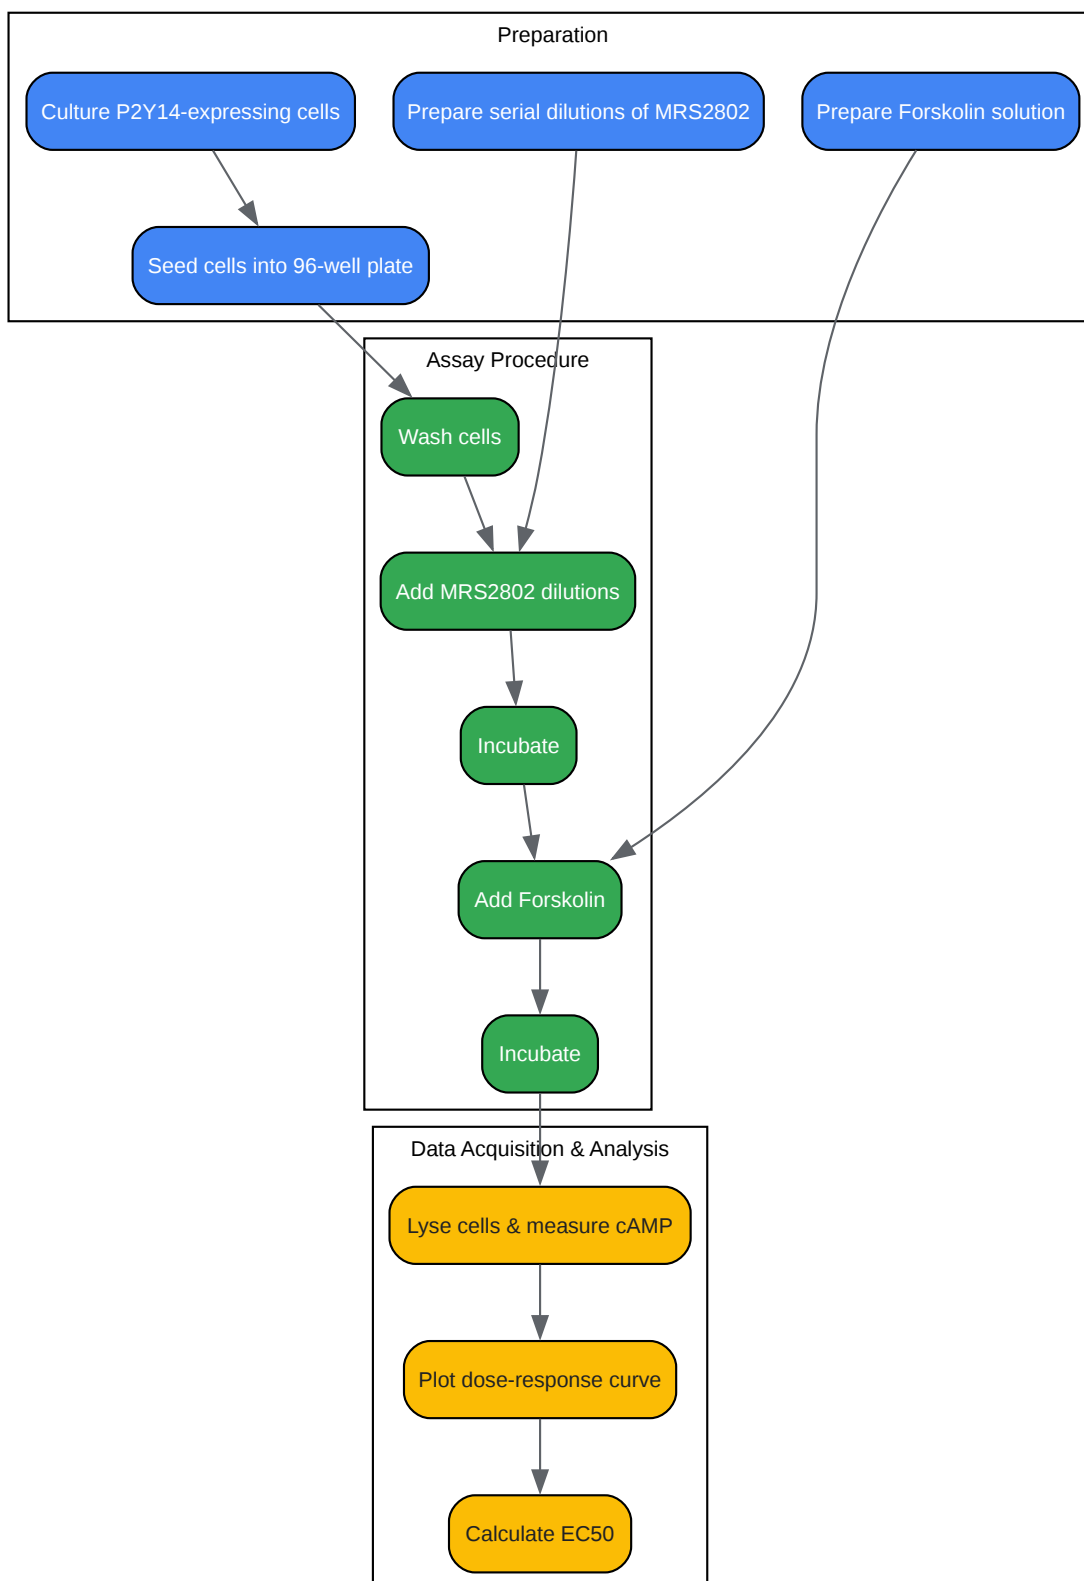 Preparation
Culture P2Y14-expressing cells
Prepare serial dilutions of MRS2802
Prepare Forskolin solution
Seed cells into 96-well plate
Assay Procedure
Wash cells
Add MRS2802 dilutions
Incubate
Add Forskolin
Incubate
Data Acquisition & Analysis
Lyse cells & measure cAMP
Plot dose-response curve
Calculate EC50